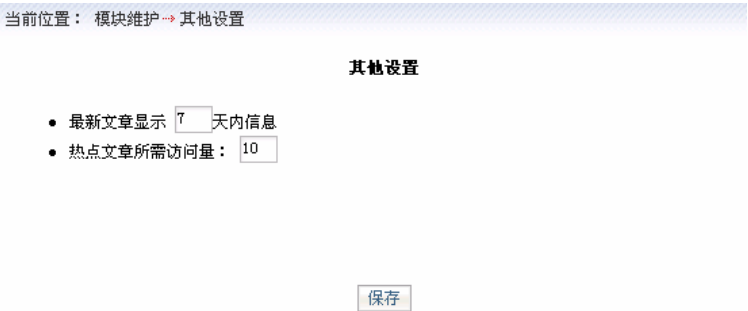 当前位置： 模块维护→其他设置
其他设置
● 最新文章显示 7 天内信息
● 热点文章所需访问量： 10
保存